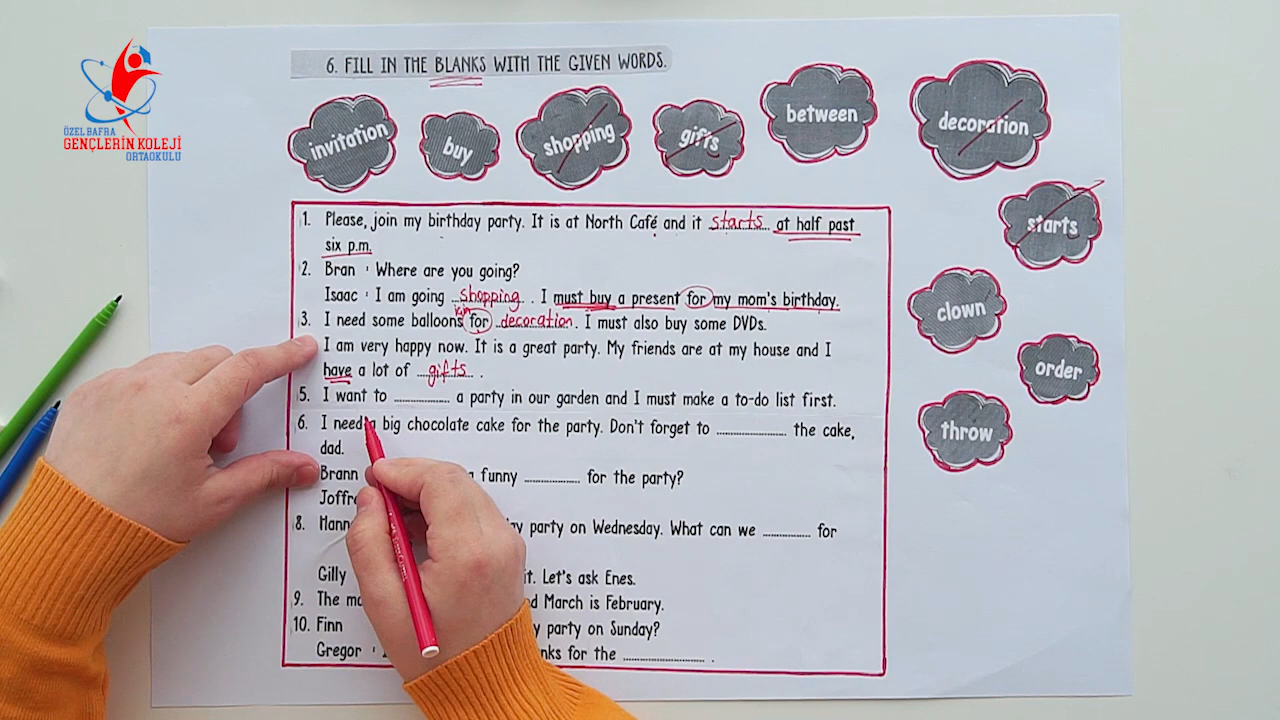 ÖZEL BAFRA
GENÇLERİN KOLEJİ
ORTAOKULU
6. FILL IN THE BLANKS WITH THE GIVEN WORDS.
invitation
buy
shopping
gifts
between
decoration
starts
clown
order
throw
1. Please, join my birthday party. It is at North Café and it starts at half past
six p.m.
2. Bran : Where are you going?
Isaac : I am going shopping . I must buy a present for my mom's birthday.
için
3. I need some balloons for decoration. I must also buy some DVDs.
I am very happy now. It is a great party. My friends are at my house and I
have a lot of gifts .
5. I want to ............... a party in our garden and I must make a to-do list first.
6. I need a big chocolate cake for the party. Don't forget to ................... the cake,
dad.
Brann funny ............... for the party?
Joffre
8. Hann party on Wednesday. What can we ............. for
Gilly it. Let's ask Enes.
9. The March is February.
10. Finn party on Sunday?
Gregor : for the ...................... .